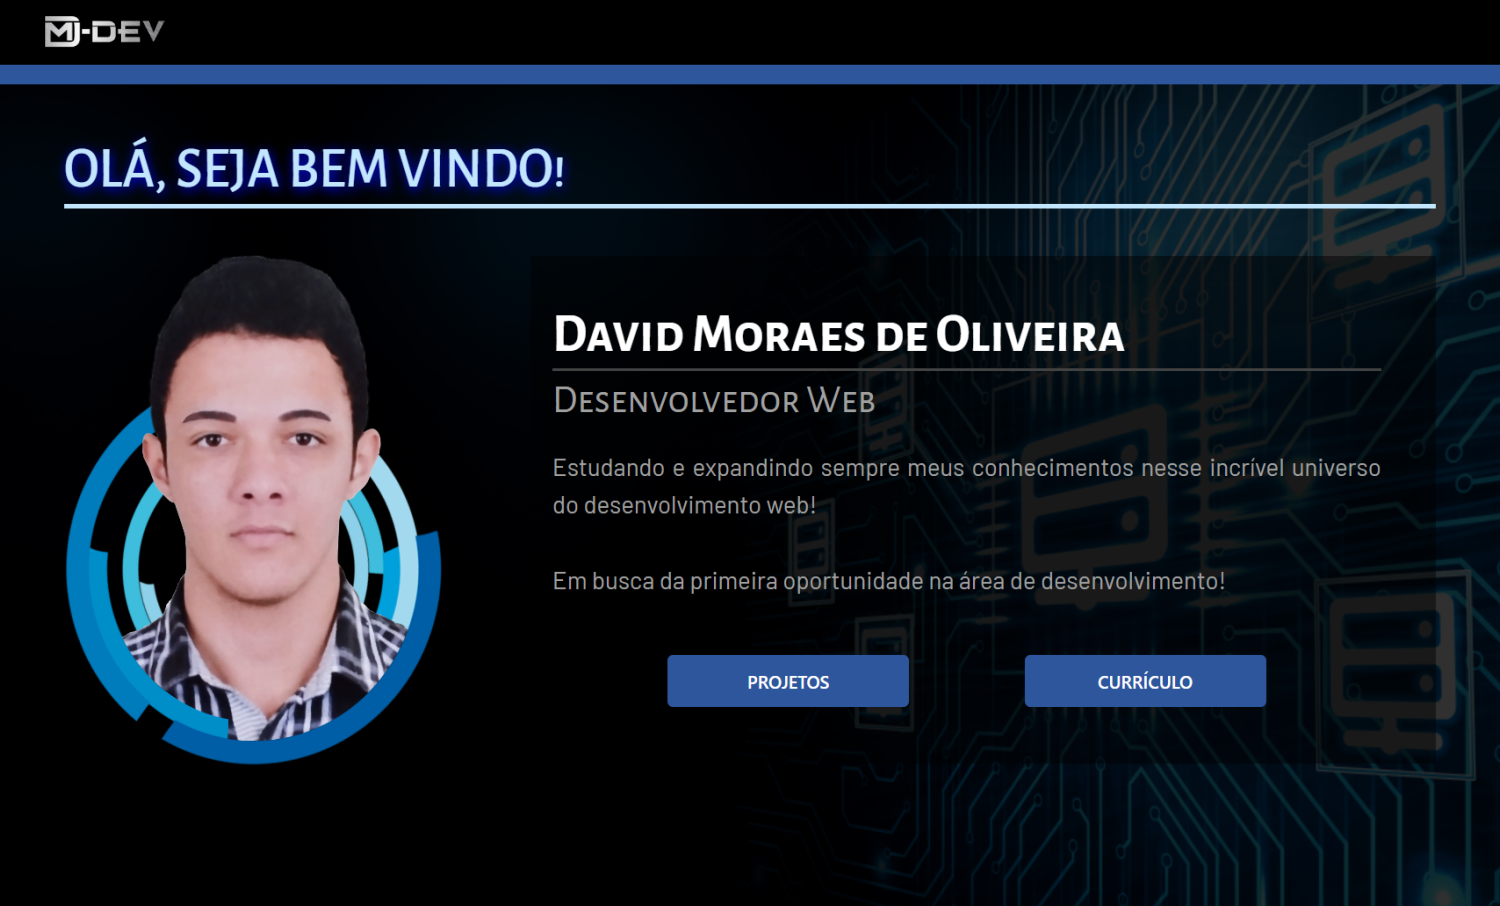 MJ-DEV
OLÁ, SEJA BEM VINDO!
David Moraes de Oliveira
Desenvolvedor Web
Estudando e expandindo sempre meus conhecimentos nesse incrível universo
do desenvolvimento web!
Em busca da primeira oportunidade na área de desenvolvimento!
PROJETOS
CURRÍCULO